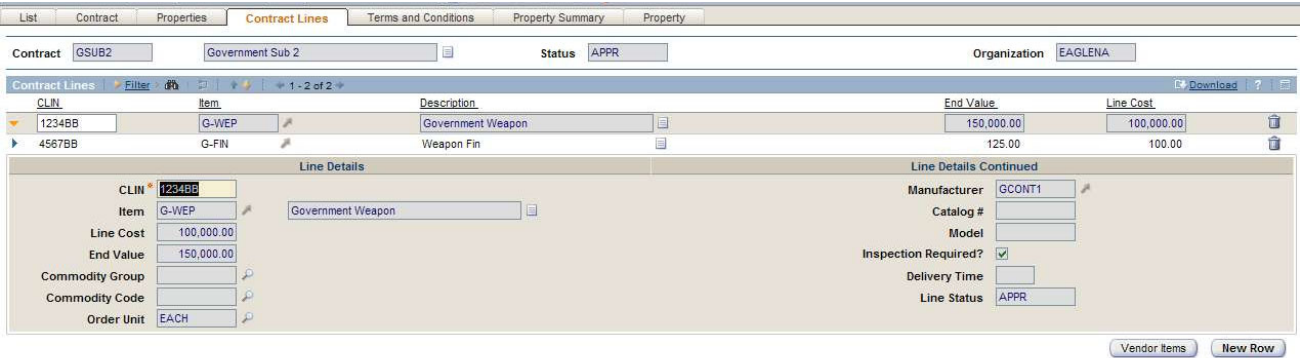 List Contract Properties Contract Lines Terms and Conditions Property Summary Property
Contract GSUB2 Government Sub 2 Status APPR Organization EAGLENA
Contract Lines Filter 1 - 2 of 2 Download ?
CLIN Item Description End Value Line Cost
1234BB G-WEP Government Weapon 150,000.00 100,000.00
4567BB G-FIN Weapon Fin 125.00 100.00
Line Details Line Details Continued
CLIN * 1234BB Manufacturer GCONT1
Item G-WEP Government Weapon Catalog #
Line Cost 100,000.00 Model
End Value 150,000.00 Inspection Required?
Commodity Group Delivery Time
Commodity Code Line Status APPR
Order Unit EACH
Vendor Items New Row